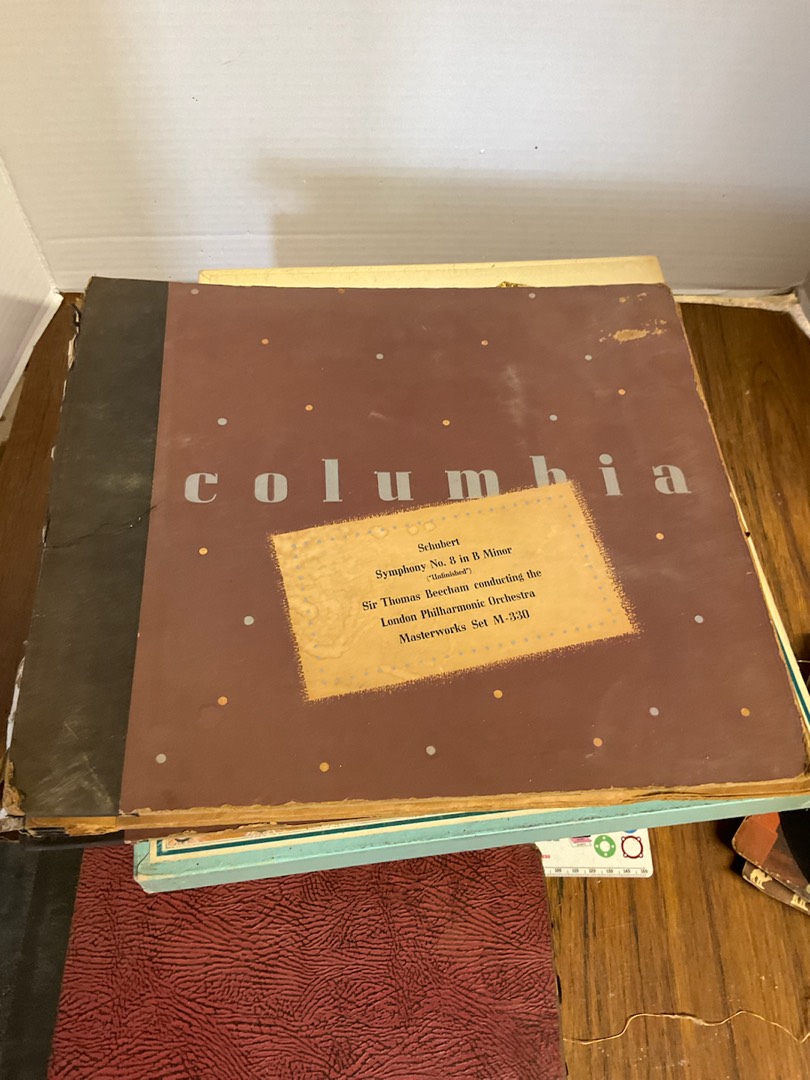 columbia
Schubert
Symphony No. 8 in B Minor
("Unfinished")
Sir Thomas Beecham conducting the
London Philharmonic Orchestra
Masterworks Set M-330